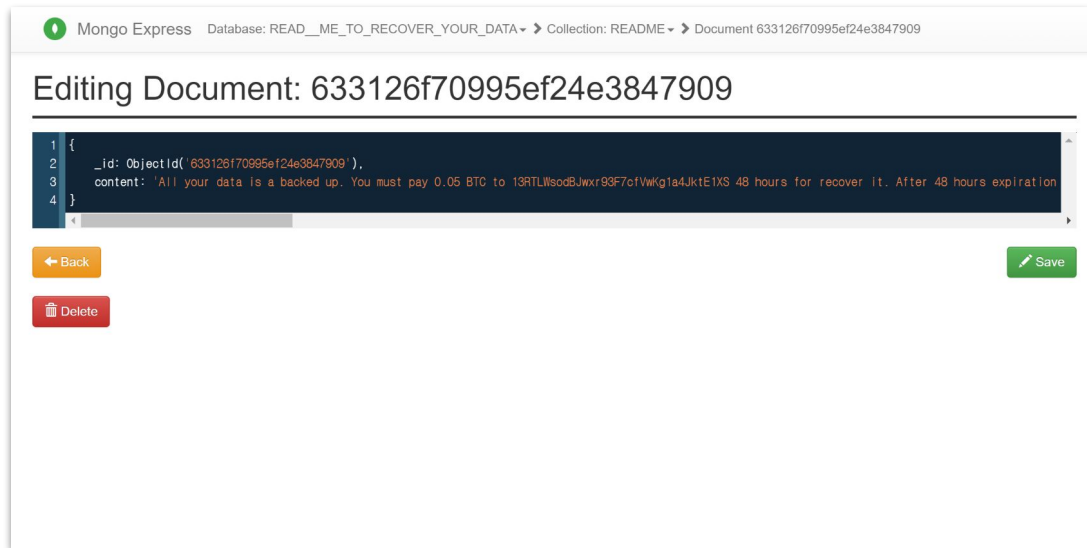 Mongo Express Database: READ__ME_TO_RECOVER_YOUR_DATA Collection: README Document 633126f70995ef24e3847909
Editing Document: 633126f70995ef24e3847909
1 {
2 _id: ObjectId('633126f70995ef24e3847909'),
3 content: 'All your data is a backed up. You must pay 0.05 BTC to 13RTLWsodBJwxr93F7cfVwKg1a4JktE1XS 48 hours for recover it. After 48 hours expiration
4 }
Back
Save
Delete